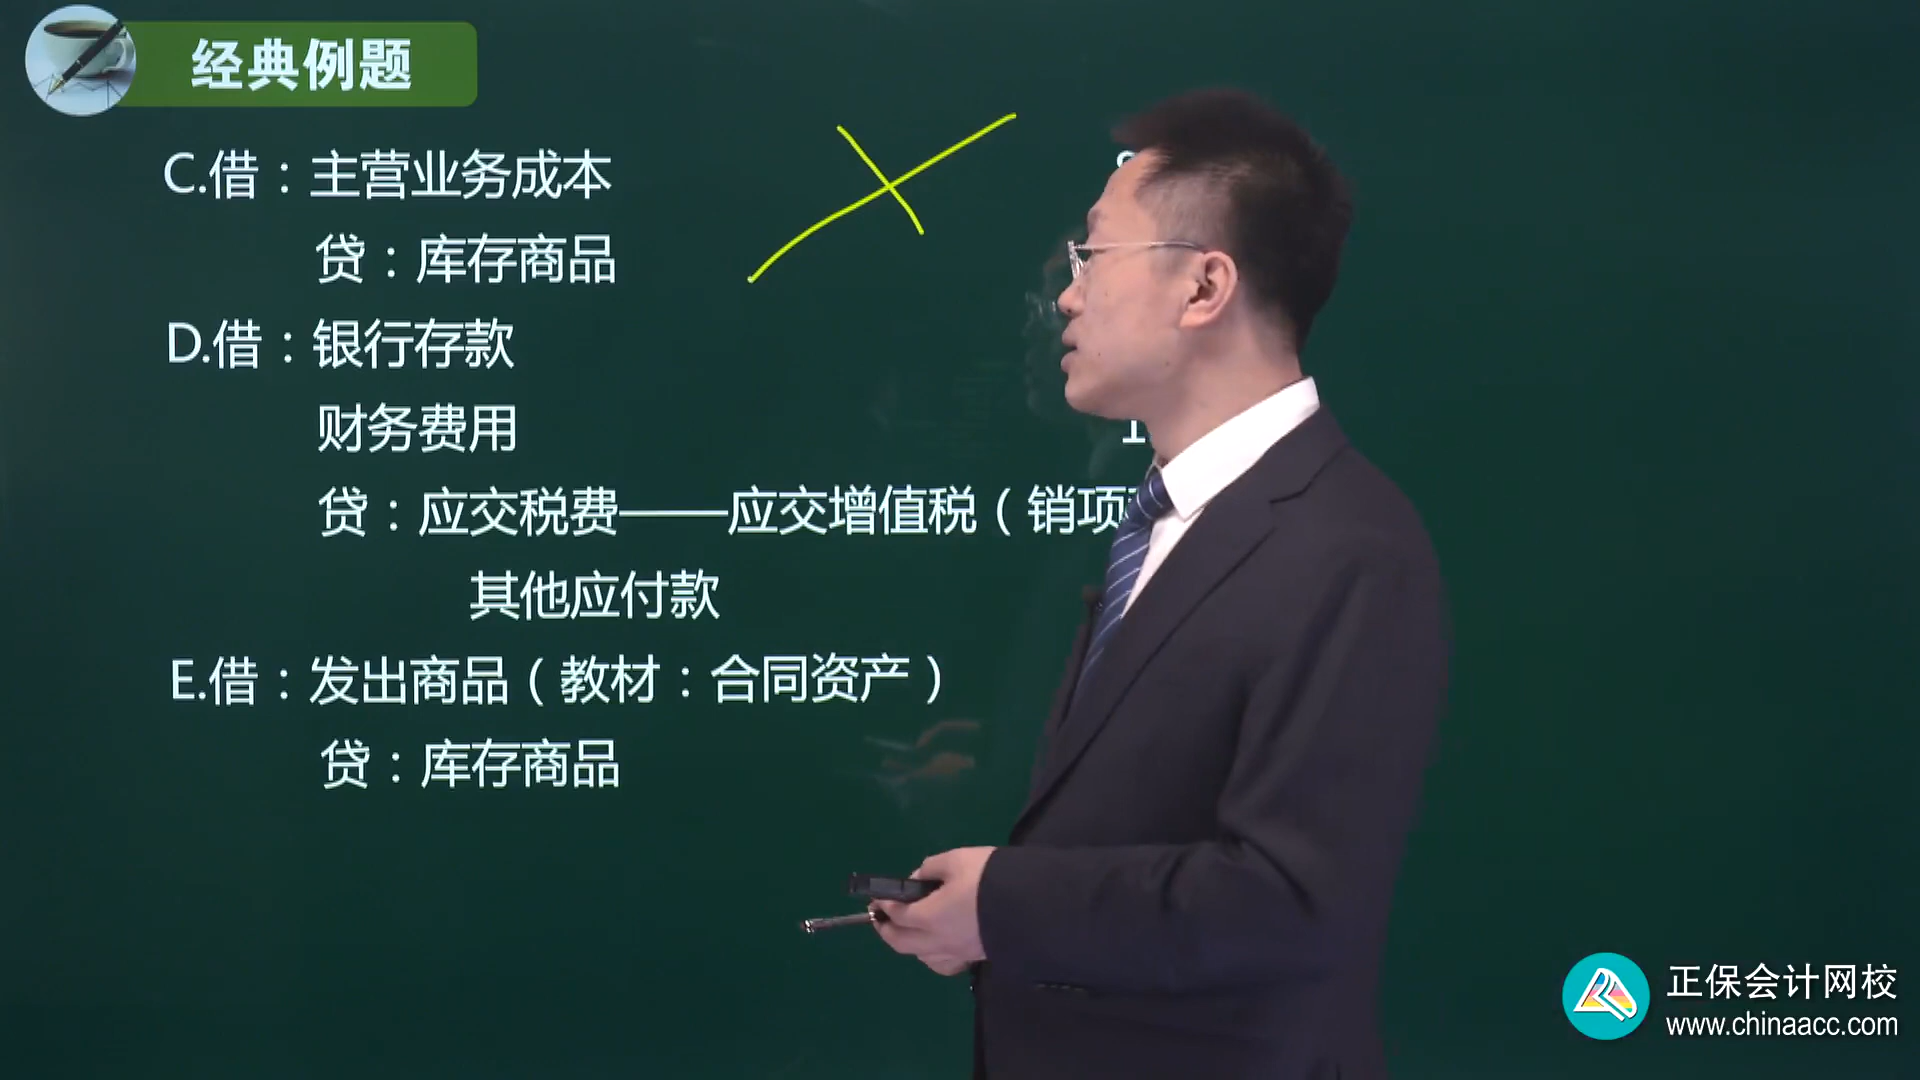 经典例题
C.借：主营业务成本
贷：库存商品
D.借：银行存款
财务费用
贷：应交税费——应交增值税（销项
其他应付款
E.借：发出商品（教材：合同资产）
贷：库存商品
正保会计网校
www.chinaacc.com